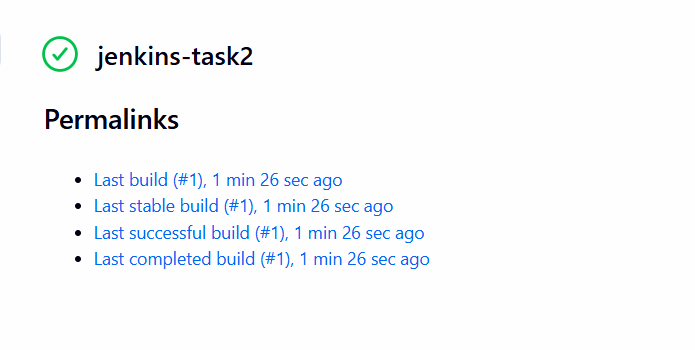 jenkins-task2
Permalinks
Last build (#1), 1 min 26 sec ago
Last stable build (#1), 1 min 26 sec ago
Last successful build (#1), 1 min 26 sec ago
Last completed build (#1), 1 min 26 sec ago